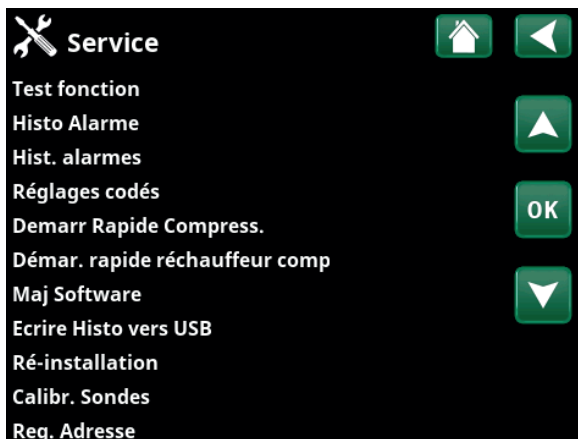 Service
Test fonction
Histo Alarme
Hist. alarmes
Réglages codés
OK
Demarr Rapide Compress.
Démar. rapide réchauffeur comp
Maj Software
Ecrire Histo vers USB
Ré-installation
Calibr. Sondes
Reg. Adresse